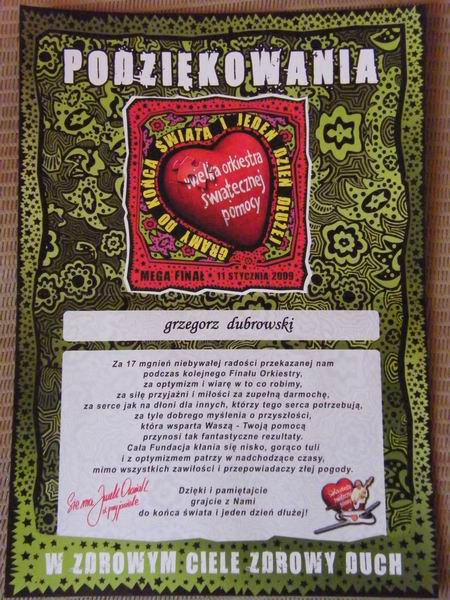 PODZIĘKOWANIA
GRAMY DO KOŃCA ŚWIATA I JEDEN DZIEŃ DŁUŻEJ
wielka orkiestra
świątecznej
pomocy
MEGA FINAŁ • 11 STYCZNIA 2009
grzegorz dubrowski
Za 17 mgnień niebywałej radości przekazanej nam
podczas kolejnego Finału Orkiestry,
za optymizm i wiarę w to co robimy,
za siłę przyjaźni i miłości za zupełną darmochę,
za serce jak na dłoni dla innych, którzy tego serca potrzebują,
za tyle dobrego myślenia o przyszłości,
która wsparta Waszą - Twoją pomocą
przynosi tak fantastyczne rezultaty.
Cała Fundacja kłania się nisko, gorąco tuli
i z optymizmem patrzy w nadchodzące czasy,
mimo wszystkich zawiłości i przepowiadaczy złej pogody.
Dzięki i pamiętajcie
grajcie z Nami
do końca świata i jeden dzień dłużej!
Siema
W ZDROWYM CIELE ZDROWY DUCH